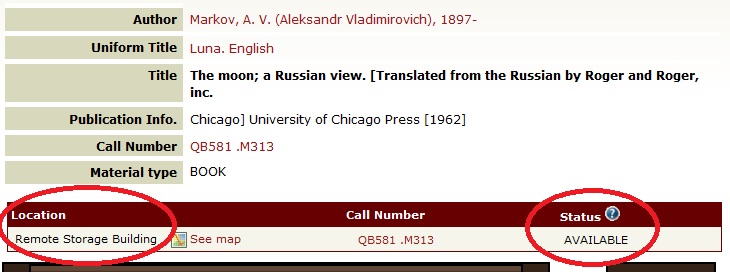 Author Markov, A. V. (Aleksandr Vladimirovich), 1897-
Uniform Title Luna. English
Title The moon; a Russian view. [Translated from the Russian by Roger and Roger,
inc.
Publication Info. Chicago] University of Chicago Press [1962]
Call Number QB581 .M313
Material type BOOK
Location Call Number Status ?
Remote Storage Building See map QB581 .M313 AVAILABLE